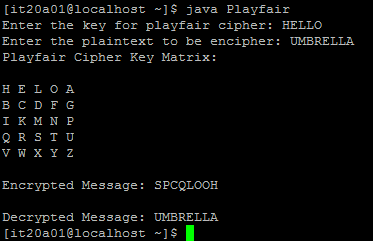 [it20a01@localhost ~]$ java Playfair
Enter the key for playfair cipher: HELLO
Enter the plaintext to be encipher: UMBRELLA
Playfair Cipher Key Matrix:
H E L O A
B C D F G
I K M N P
Q R S T U
V W X Y Z
Encrypted Message: SPCQLOOH
Decrypted Message: UMBRELLA
[it20a01@localhost ~]$